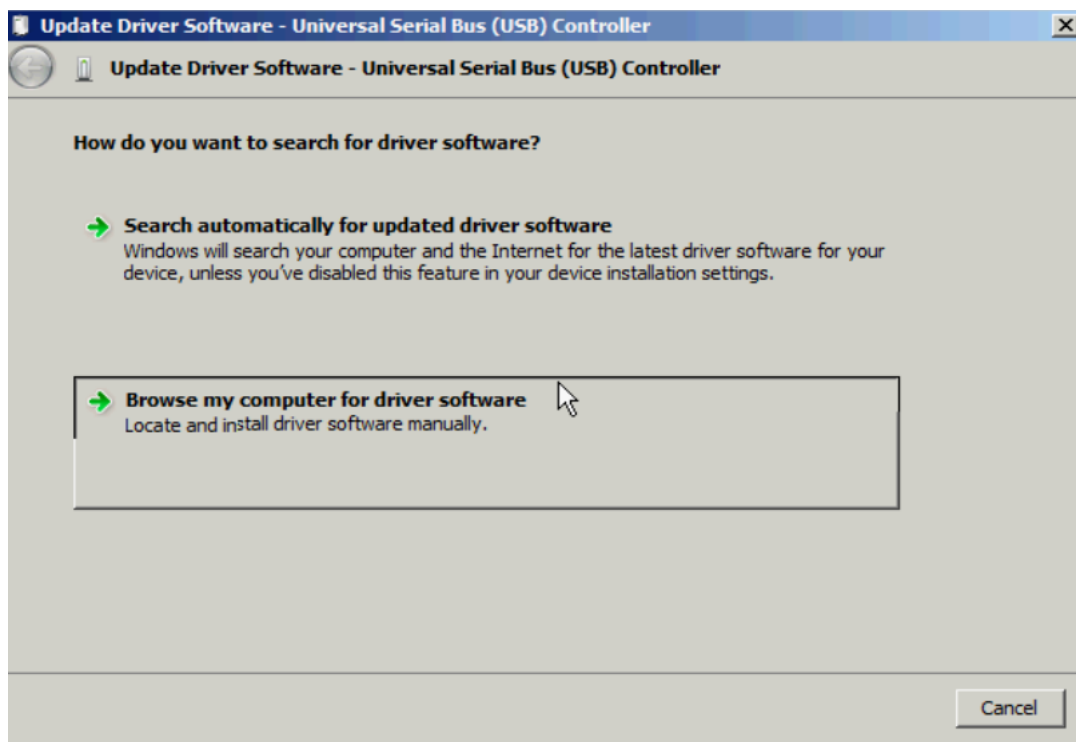 Update Driver Software - Universal Serial Bus (USB) Controller
Update Driver Software - Universal Serial Bus (USB) Controller
How do you want to search for driver software?
Search automatically for updated driver software
Windows will search your computer and the Internet for the latest driver software for your
device, unless you've disabled this feature in your device installation settings.
Browse my computer for driver software
Locate and install driver software manually.
Cancel